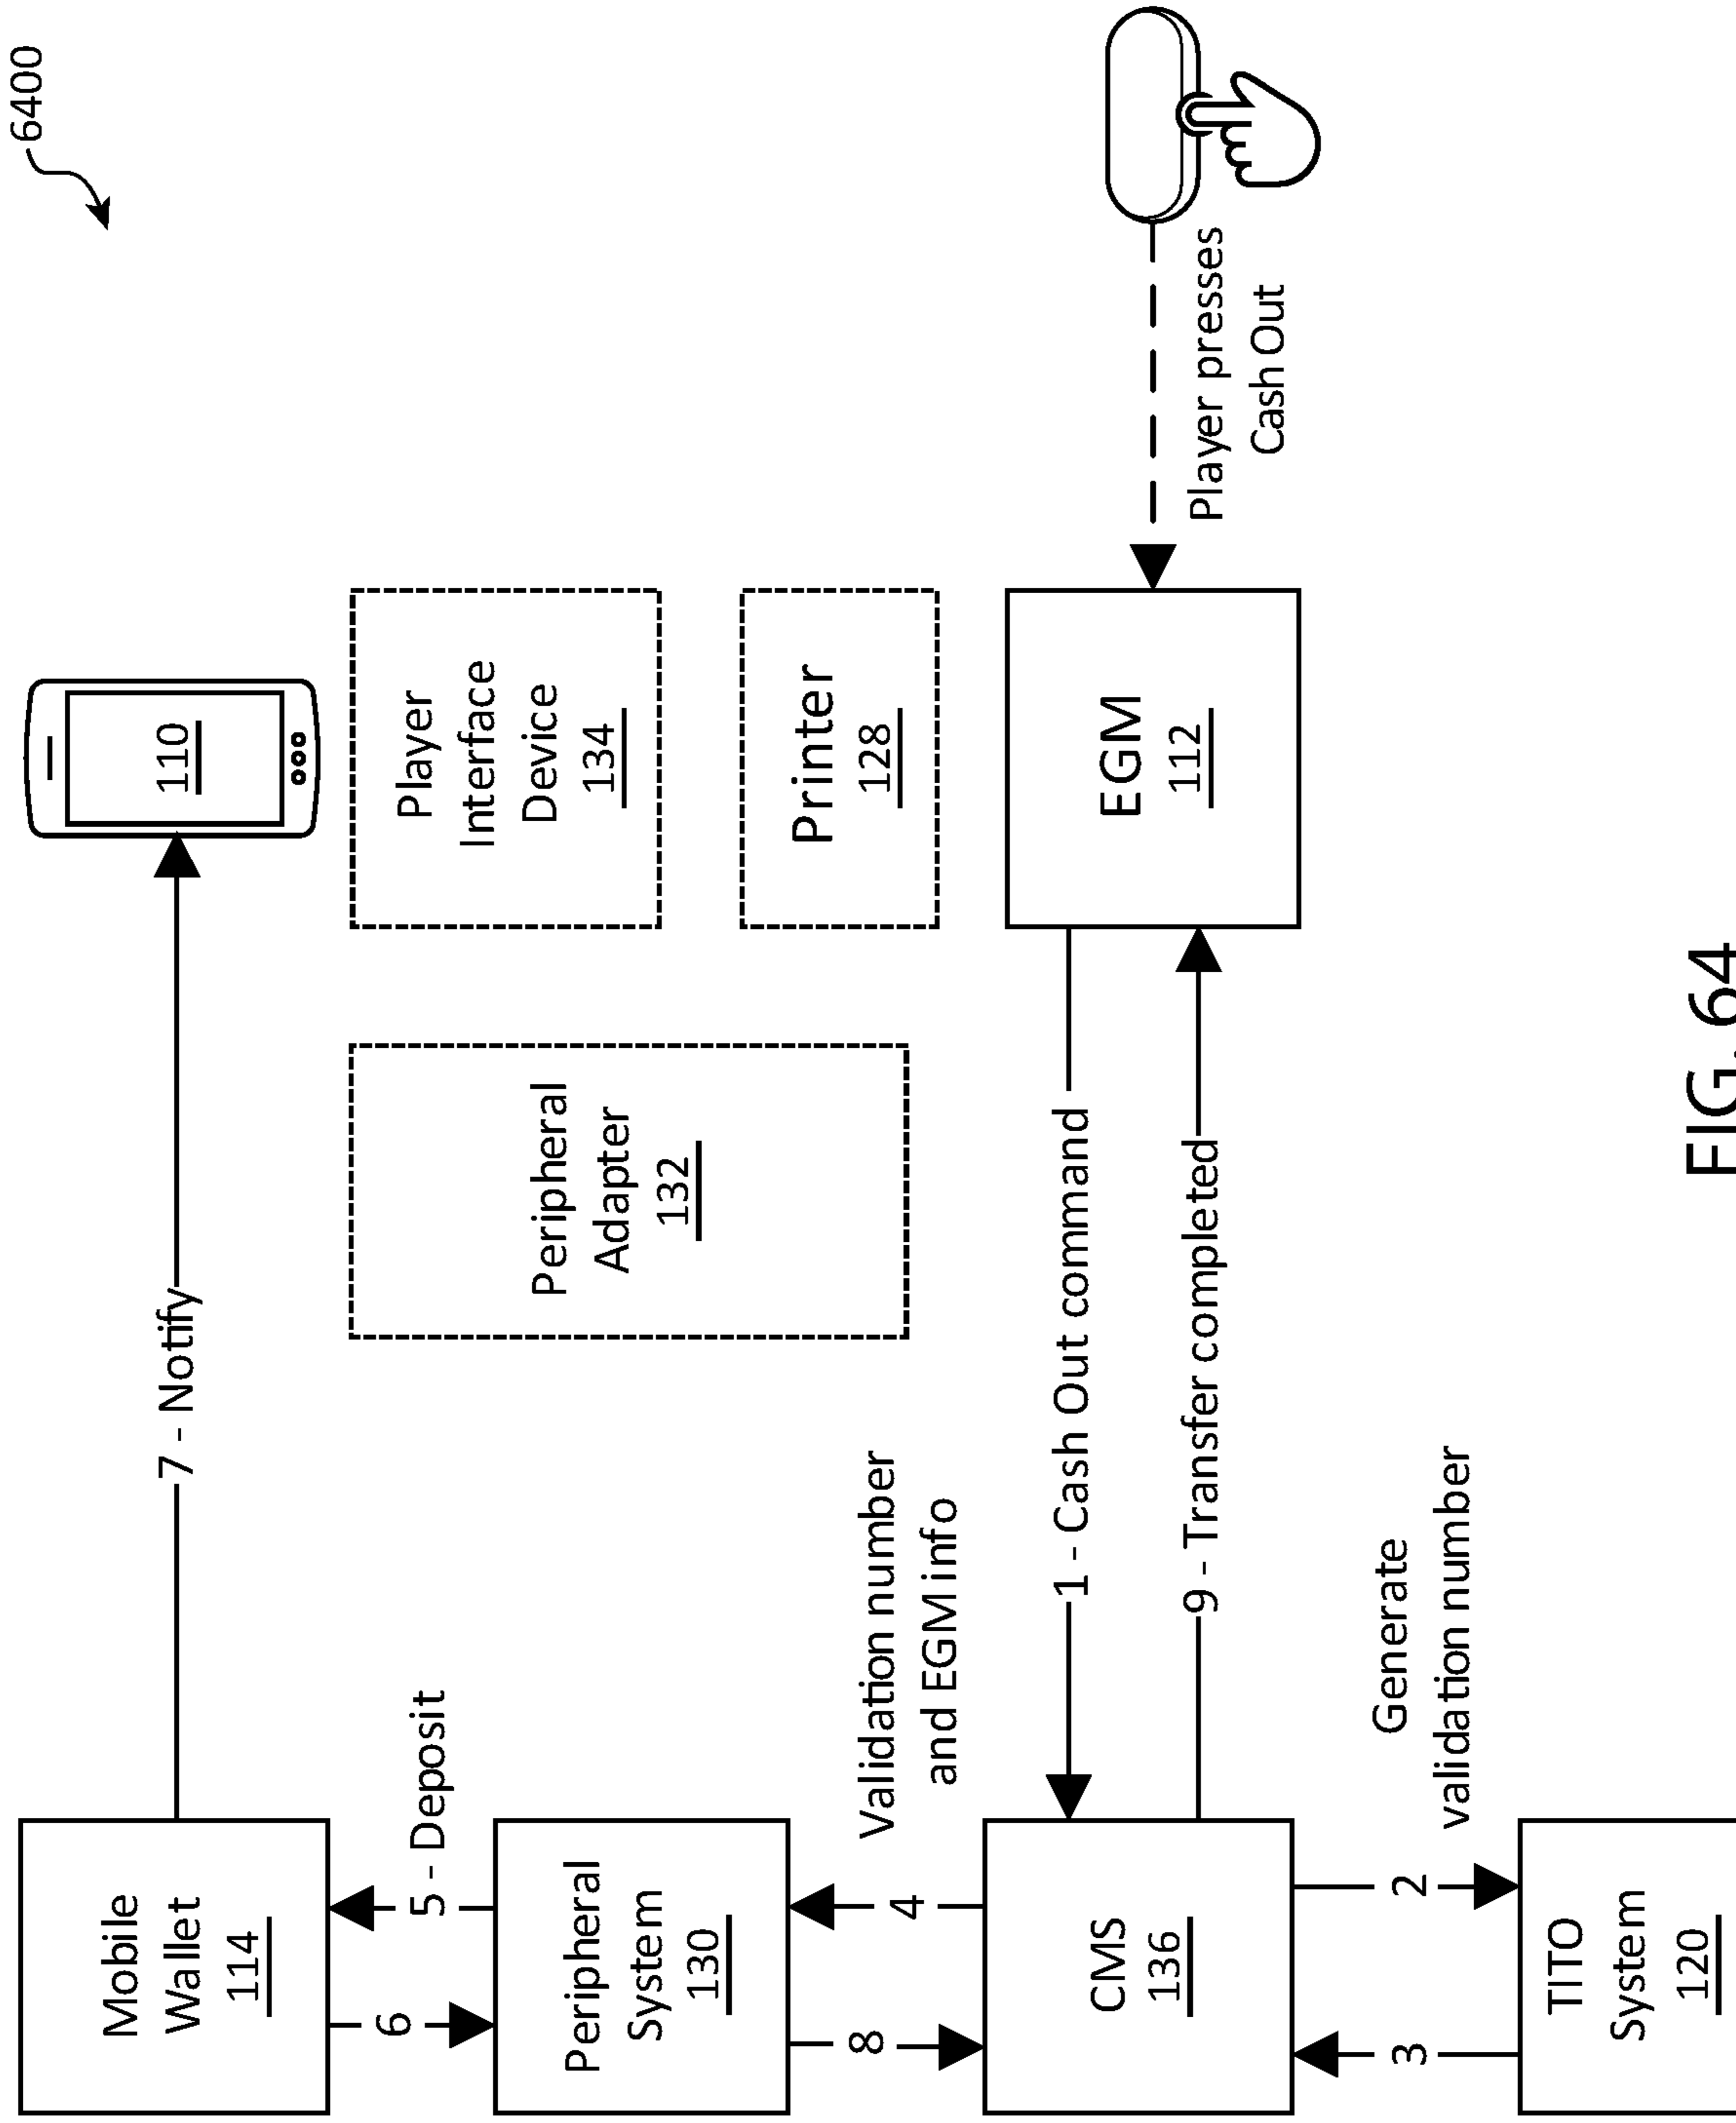 6400
Mobile
Wallet
114
7 - Notify
110
5 - Deposit
6
Peripheral
System
130
Peripheral
Adapter
132
Player
Interface
Device
134
Printer
128
Validation number
and EGM info
4
8
CMS
136
1 - Cash Out command
9 - Transfer completed
EGM
112
Player presses
Cash Out
Generate
validation number
2
3
TITO
System
120
FIG. 64